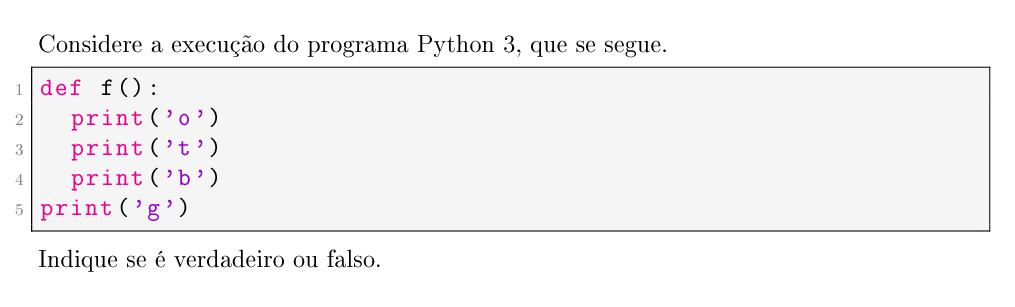 Considere a execução do programa Python 3, que se segue.
1 def f():
2   print('o')
3   print('t')
4   print('b')
5 print('g')
Indique se é verdadeiro ou falso.